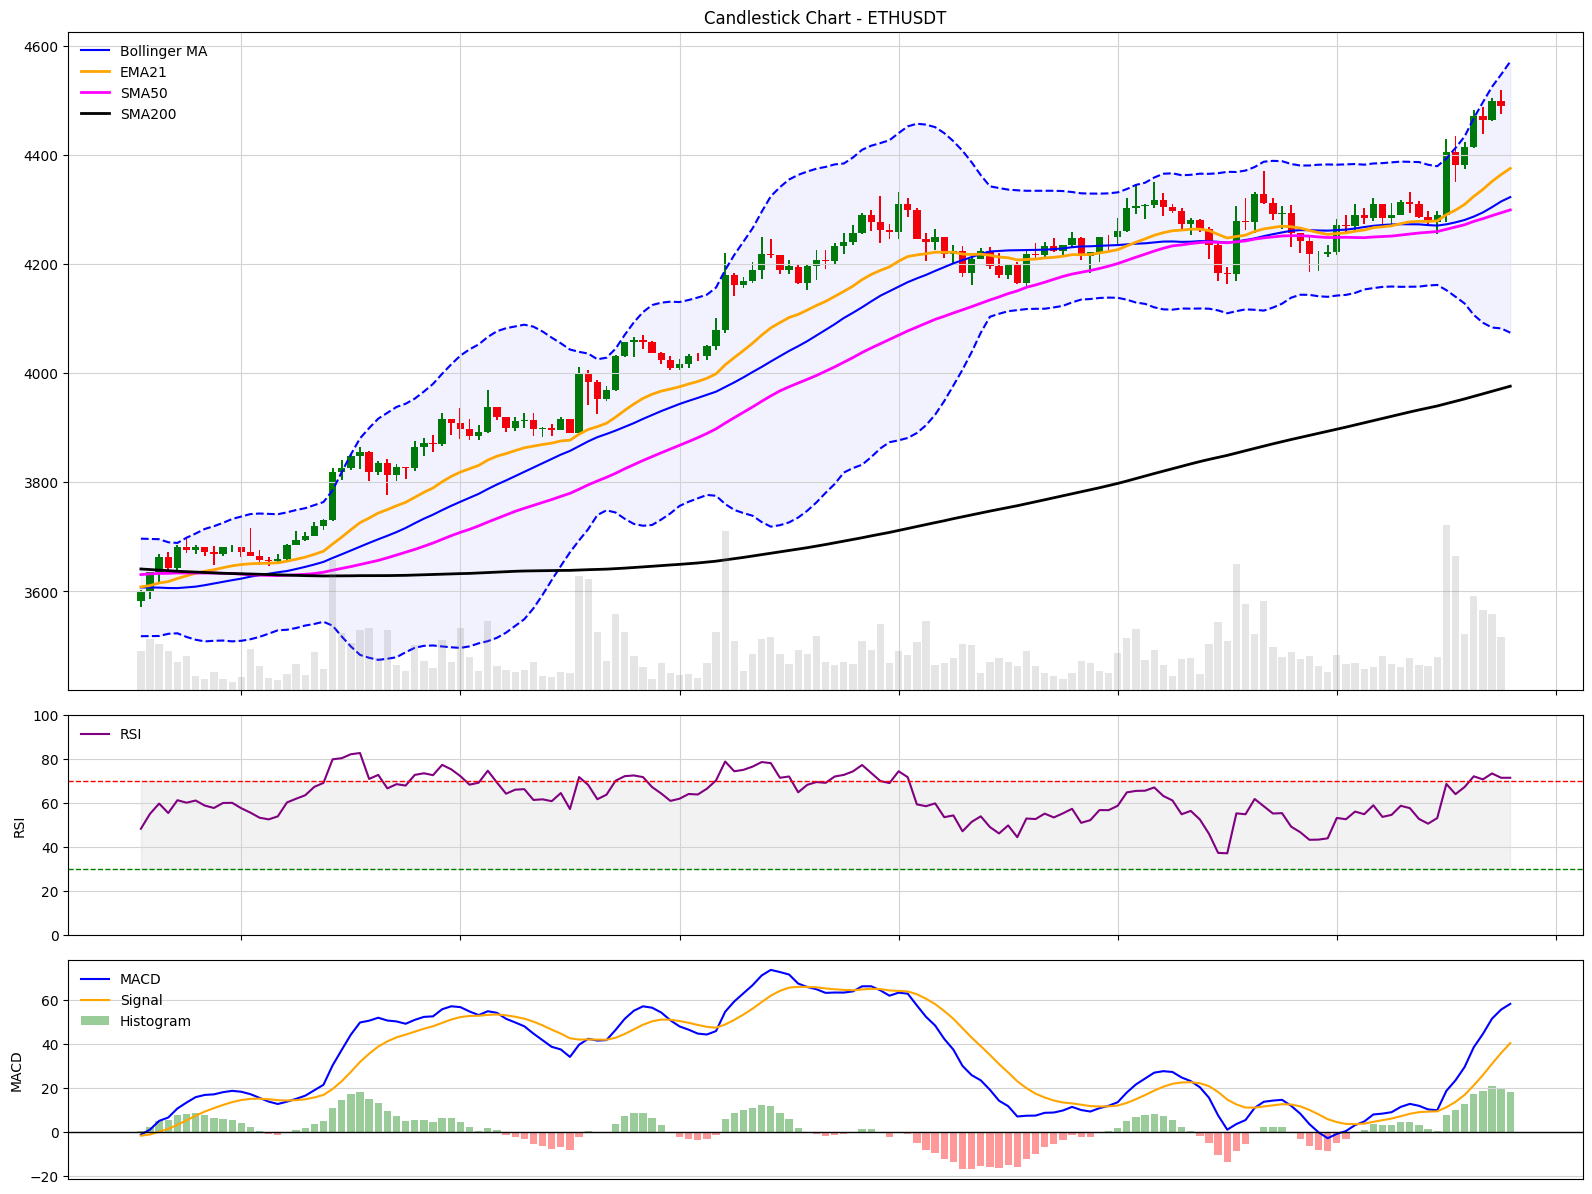 Candlestick Chart - ETHUSDT
Bollinger MA
EMA21
SMA50
SMA200
4600
4400
4200
4000
3800
3600
RSI
100
80
60
40
20
0
RSI
MACD
Signal
Histogram
60
40
20
0
−20
MACD